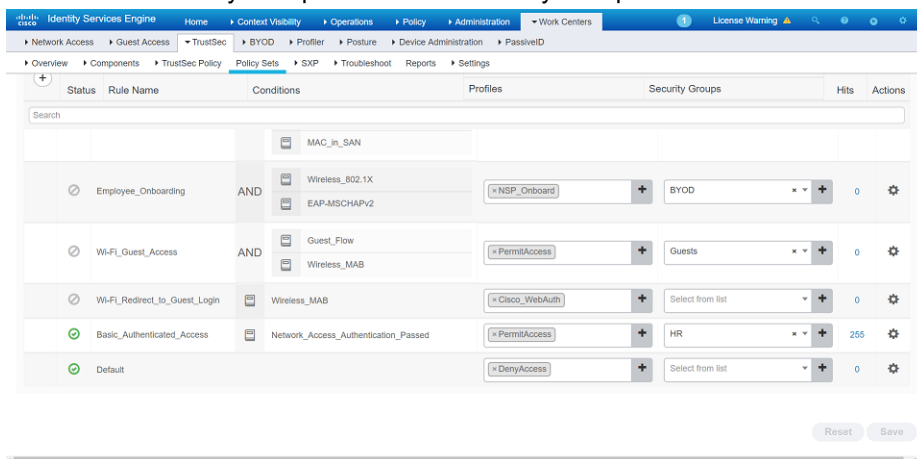 cisco Identity Services Engine Home Context Visibility Operations Policy Administration Work Centers 1 License Warning
Network Access Guest Access TrustSec BYOD Profiler Posture Device Administration PassiveID
Overview Components TrustSec Policy Policy Sets SXP Troubleshoot Reports Settings
+ Status Rule Name Conditions Profiles Security Groups Hits Actions
Search
MAC_in_SAN
Employee_Onboarding AND Wireless_802.1X × NSP_Onboard + BYOD × + 0
EAP-MSCHAPv2
Wi-Fi_Guest_Access AND Guest_Flow × PermitAccess + Guests × + 0
Wireless_MAB
Wi-Fi_Redirect_to_Guest_Login Wireless_MAB × Cisco_WebAuth + Select from list + 0
Basic_Authenticated_Access Network_Access_Authentication_Passed × PermitAccess + HR × + 255
Default × DenyAccess + Select from list + 0
Reset Save